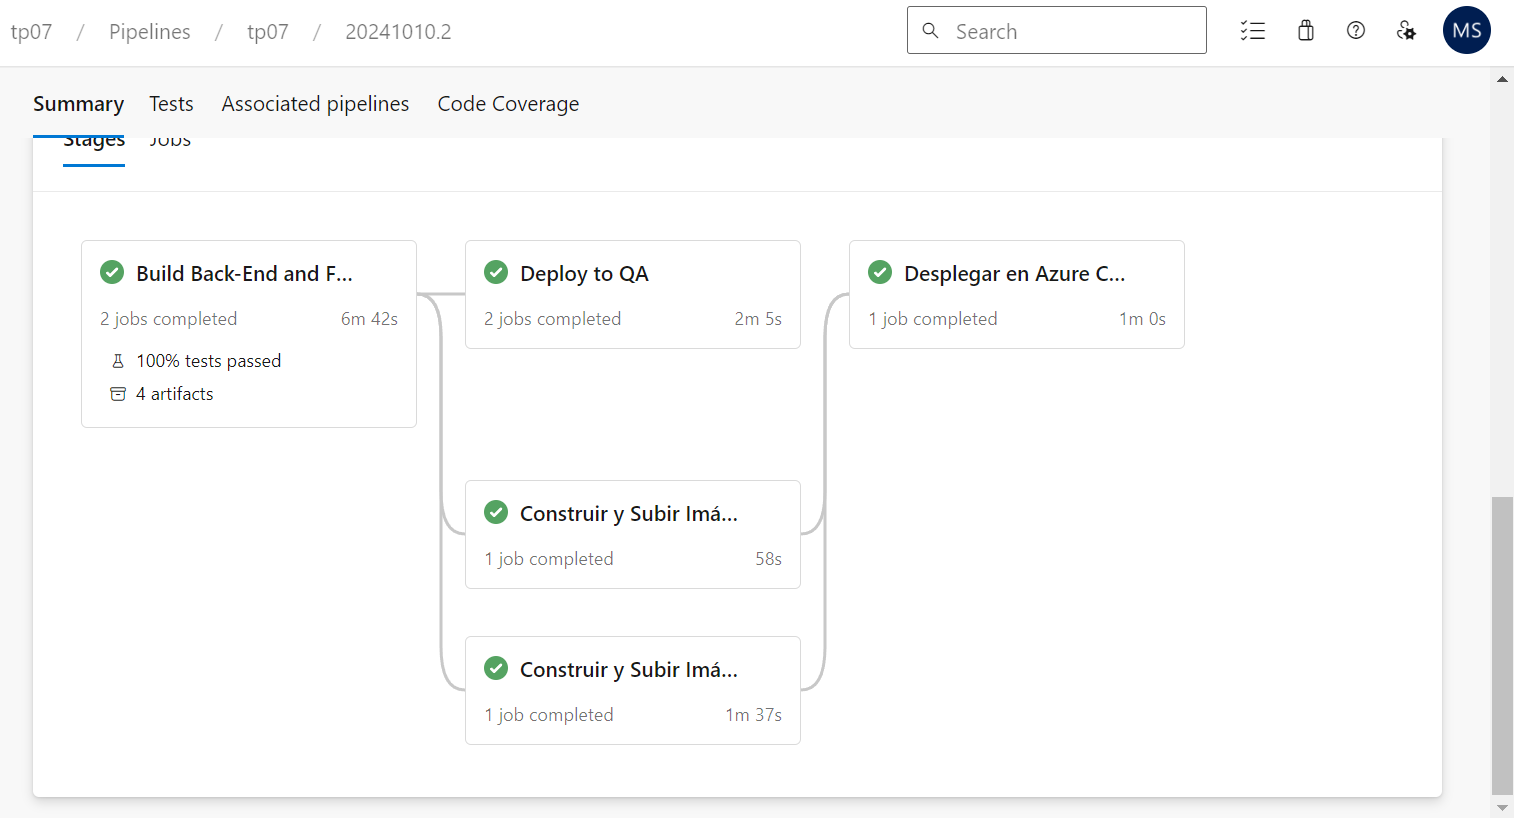 tp07 / Pipelines / tp07 / 20241010.2
Search
MS
Summary Tests Associated pipelines Code Coverage
Stages Jobs
Build Back-End and F...
2 jobs completed 6m 42s
100% tests passed
4 artifacts
Deploy to QA
2 jobs completed 2m 5s
Desplegar en Azure C...
1 job completed 1m 0s
Construir y Subir Imá...
1 job completed 58s
Construir y Subir Imá...
1 job completed 1m 37s